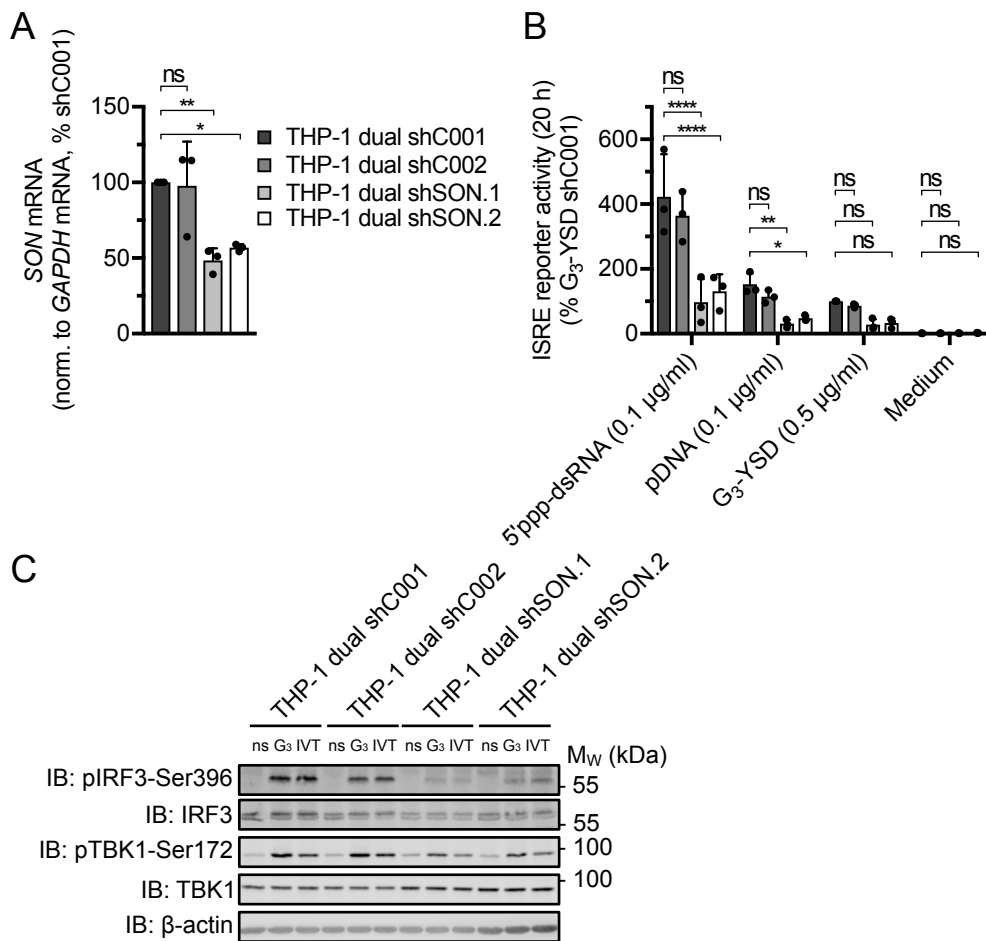 A
SON mRNA
(norm. to GAPDH mRNA, % shC001)
150
100
50
0
ns
**
*
THP-1 dual shC001
THP-1 dual shC002
THP-1 dual shSON.1
THP-1 dual shSON.2
B
ISRE reporter activity (20 h)
(% G₃-YSD shC001)
600
400
200
100
0
ns
****
****
ns
**
*
ns
ns
ns
ns
ns
ns
5'ppp-dsRNA (0.1 µg/ml)
pDNA (0.1 µg/ml)
G₃-YSD (0.5 µg/ml)
Medium
C
THP-1 dual shC001
THP-1 dual shC002
THP-1 dual shSON.1
THP-1 dual shSON.2
ns G₃ IVT ns G₃ IVT ns G₃ IVT ns G₃ IVT
M_W (kDa)
IB: pIRF3-Ser396
55
IB: IRF3
55
IB: pTBK1-Ser172
100
IB: TBK1
100
IB: β-actin